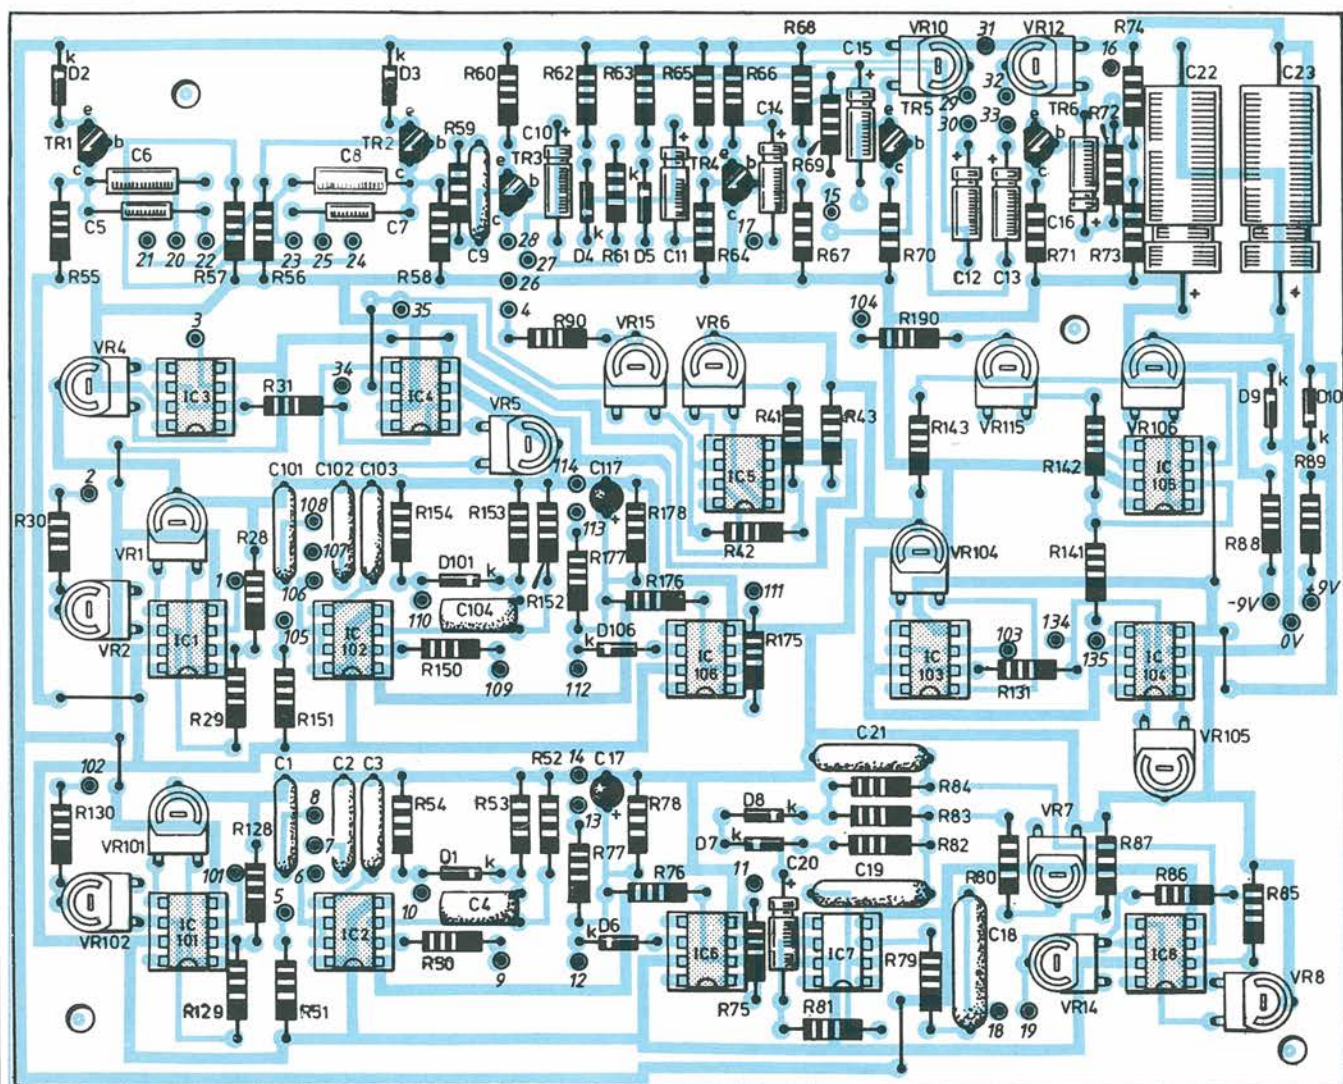 R68
VR10
31
VR12
R74
k
D2
k
D3
R60
R62
R63
R65
R66
C15
16
C22
C23
e
b
TR1
c
C6
C8
e
b
TR2
c
R59
C10
TR3
e
b
c
TR4
e
c
C14
R69
TR5
e
b
c
29
32
30
33
TR6
e
b
c
R72
C5
C7
k
15
C16
21
20
22
R57
R56
23
25
24
R58
C9
28
27
26
D4
k
R61
D5
C11
R64
17
R67
R70
C12
C13
R71
R73
R55
3
35
4
R90
VR15
VR6
104
R190
VR4
IC3
R31
34
IC4
VR5
R41
R43
R143
VR115
VR106
D9
k
D10
k
R89
2
R30
VR1
R28
C101
C102
C103
108
107
106
R154
R153
114
C117
113
R177
R178
IC5
R42
R142
IC
105
VR104
R141
R88
-9V
+9V
0V
VR2
IC1
1
105
IC
102
D101
k
110
C104
R152
R150
109
D106
k
112
R176
IC
106
111
R175
IC
103
103
R131
134
135
IC
104
R29
R151
VR105
102
R130
VR101
R128
C1
C2
C3
8
7
6
R54
R53
R52
14
C17
13
R77
R78
C21
R84
R83
R82
D8
k
D7
k
C20
C19
VR7
R80
R87
VR102
IC
101
101
5
IC2
D1
k
10
C4
R50
9
D6
k
12
R76
IC6
11
R75
IC7
R81
R79
C18
18
19
VR14
R86
IC8
R85
VR8
R129
R51